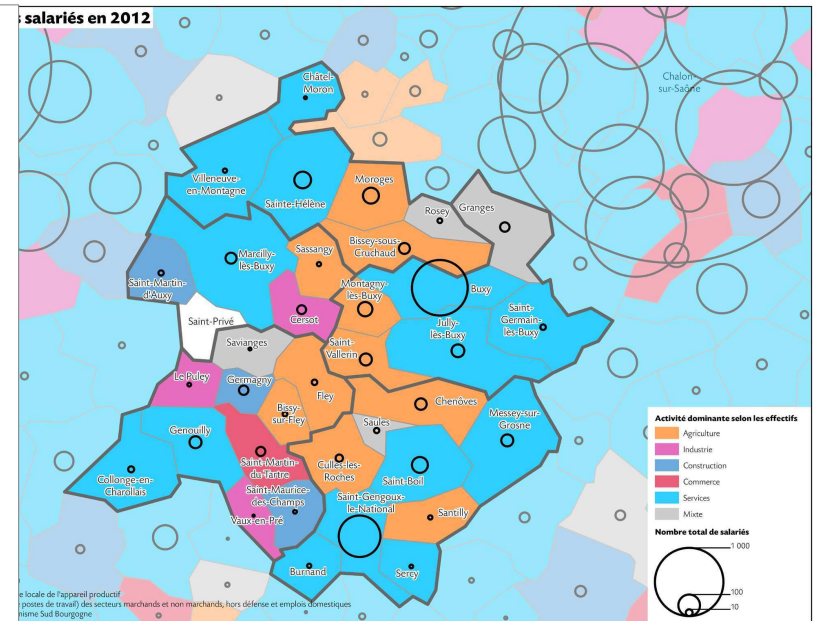 salariés en 2012
Châtel-
Moron
Chalon
sur-Saône
Villeneuve-
en-Montagne
Sainte-Hélène
Moroges
Rosey
Granges
Bissey-sous-
Cruchaud
Marcilly-
lès-Buxy
Sassangy
Saint-Martin-
d'Auxy
Montagny-
lès-Buxy
Buxy
Saint-
Germain-
lès-Buxy
Saint-Privé
Cersot
Jully-
lès-Buxy
Savianges
Saint-
Vallerin
Le Puley
Germagny
Fley
Chenôves
Bissy-
sur-Fley
Saules
Messey-sur-
Grosne
Genouilly
Collonge-en-
Charollais
Saint-Martin-
du-Tartre
Culles-les-
Roches
Saint-Boil
Saint-Maurice-
des-Champs
Saint-Gengoux-
le-National
Vaux-en-Pré
Santilly
Burnand
Sercy
Activité dominante selon les effectifs
Agriculture
Industrie
Construction
Commerce
Services
Mixte
Nombre total de salariés
1 000
100
10
e locale de l'appareil productif
postes de travail) des secteurs marchands et non marchands, hors défense et emplois domestiques
nisme Sud Bourgogne